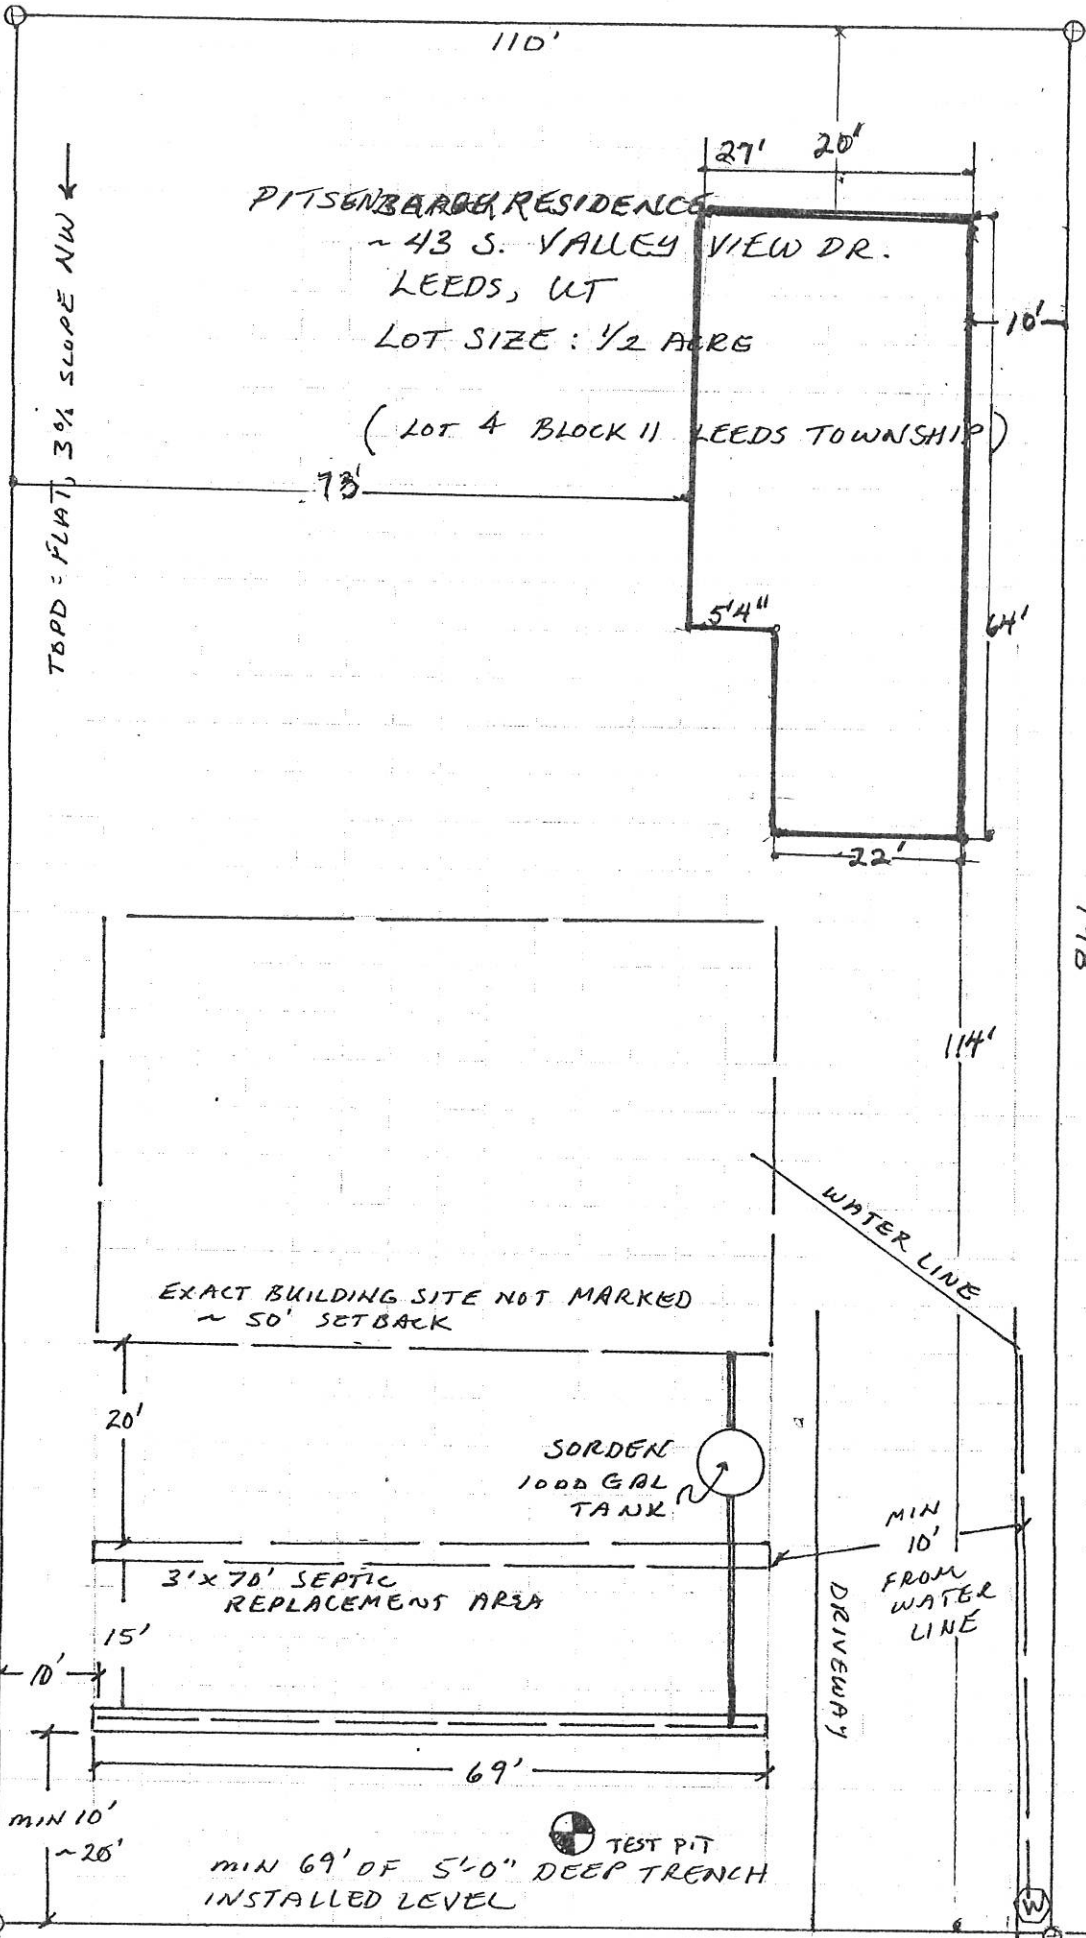 110'
27' 20'
PITSENBARGER RESIDENCE
~ 43 S. VALLEY VIEW DR.
LEEDS, UT
LOT SIZE : 1/2 ACRE
10'
(LOT 4 BLOCK 11 LEEDS TOWNSHIP)
TOPO = FLAT, 3% SLOPE NW
73'
5'4"
64'
22'
114'
WATER LINE
EXACT BUILDING SITE NOT MARKED
~ 50' SETBACK
20'
SORDEN
1000 GAL
TANK
MIN
10'
FROM
WATER
LINE
3' x 70' SEPTIC
REPLACEMENT AREA
DRIVEWAY
15'
10'
69'
MIN 10'
~20'
TEST PIT
MIN 69' OF 5'-0" DEEP TRENCH
INSTALLED LEVEL
W